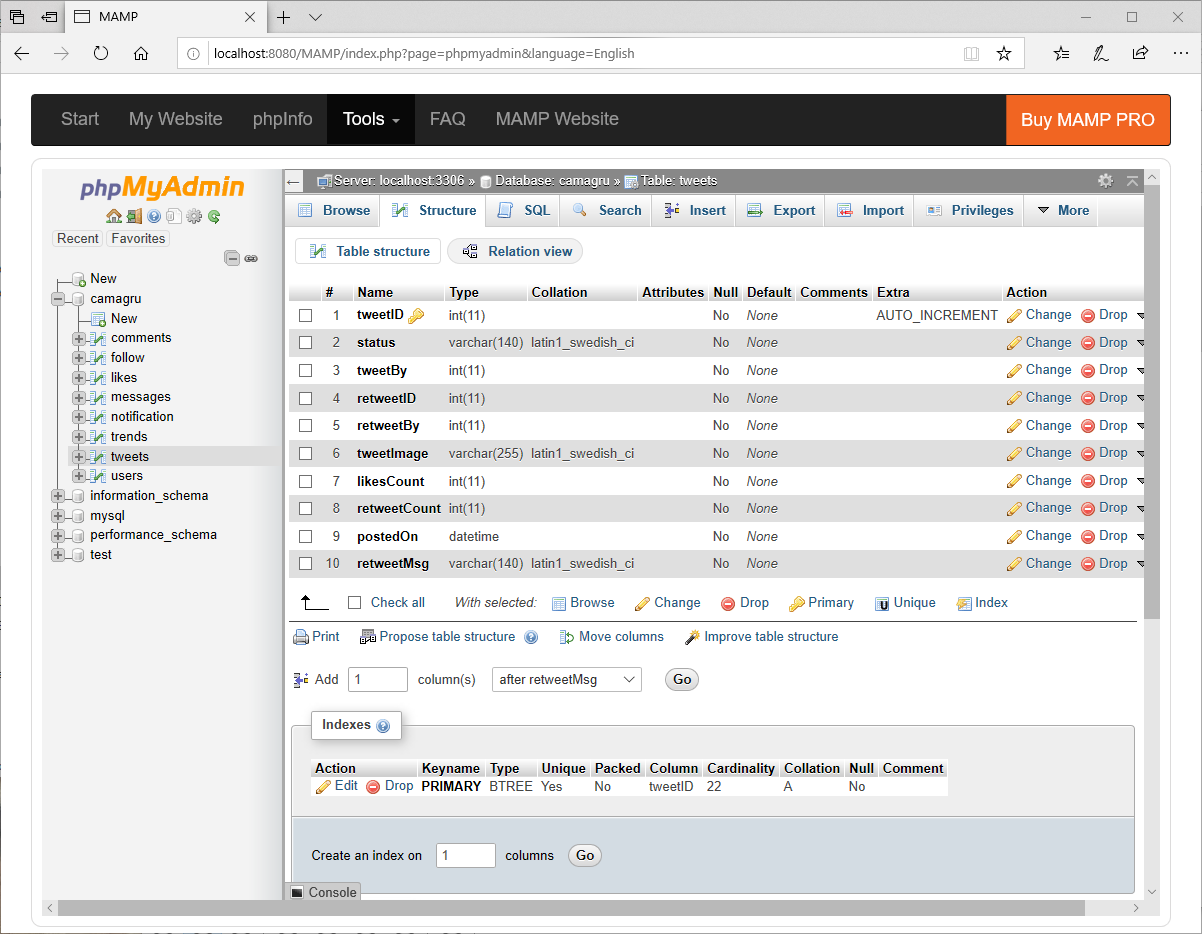 MAMP
localhost:8080/MAMP/index.php?page=phpmyadmin&language=English
Start My Website phpInfo Tools FAQ MAMP Website Buy MAMP PRO
phpMyAdmin
Recent Favorites
New
camagru
New
comments
follow
likes
messages
notification
trends
tweets
users
information_schema
mysql
performance_schema
test
Server: localhost:3306 » Database: camagru » Table: tweets
Browse Structure SQL Search Insert Export Import Privileges More
Table structure Relation view
# Name Type Collation Attributes Null Default Comments Extra Action
1 tweetID int(11) No None AUTO_INCREMENT Change Drop
2 status varchar(140) latin1_swedish_ci No None Change Drop
3 tweetBy int(11) No None Change Drop
4 retweetID int(11) No None Change Drop
5 retweetBy int(11) No None Change Drop
6 tweetImage varchar(255) latin1_swedish_ci No None Change Drop
7 likesCount int(11) No None Change Drop
8 retweetCount int(11) No None Change Drop
9 postedOn datetime No None Change Drop
10 retweetMsg varchar(140) latin1_swedish_ci No None Change Drop
Check all With selected: Browse Change Drop Primary Unique Index
Print Propose table structure Move columns Improve table structure
Add 1 column(s) after retweetMsg Go
Indexes
Action Keyname Type Unique Packed Column Cardinality Collation Null Comment
Edit Drop PRIMARY BTREE Yes No tweetID 22 A No
Create an index on 1 columns Go
Console